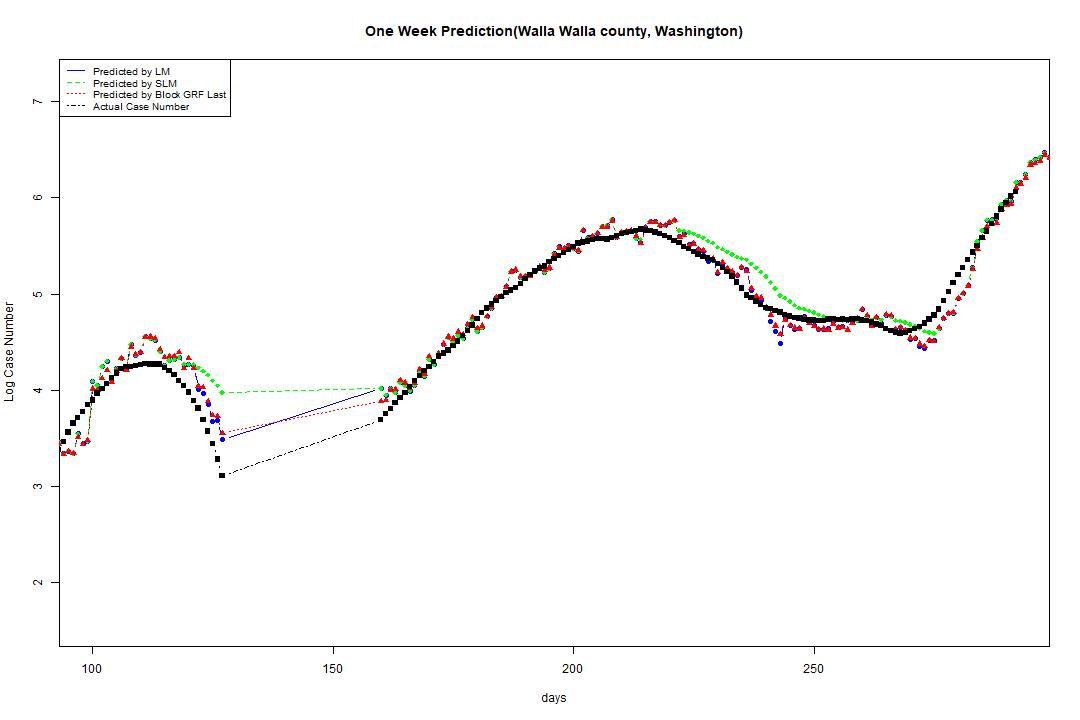 One Week Prediction(Walla Walla county, Washington)
Predicted by LM
Predicted by SLM
Predicted by Block GRF Last
Actual Case Number
7
6
5
4
3
2
Log Case Number
100
150
200
250
days